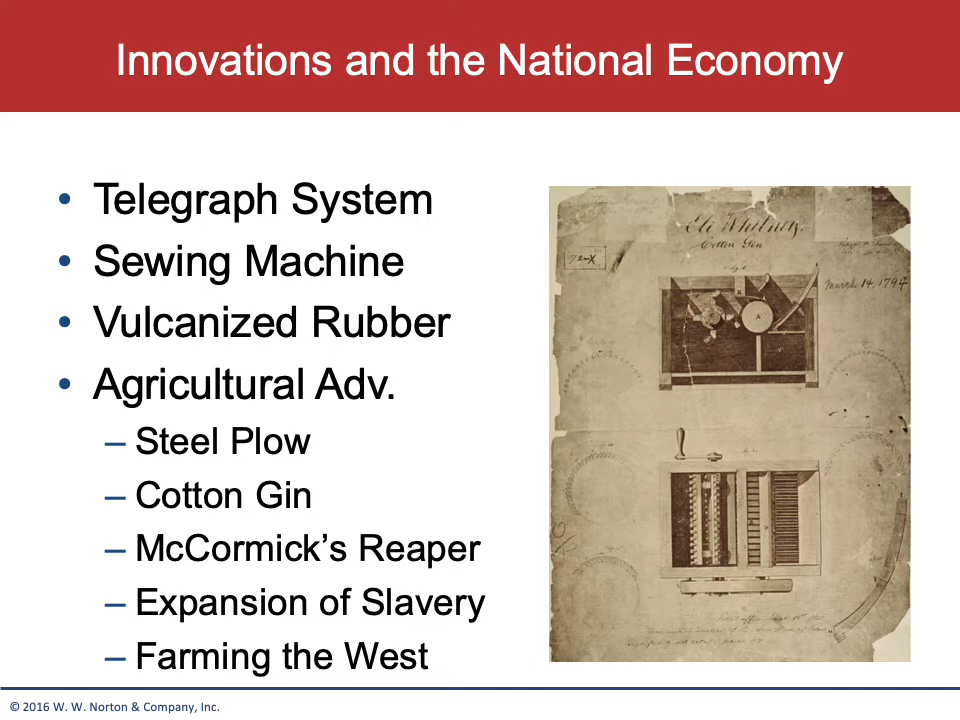 Innovations and the National Economy
• Telegraph System
• Sewing Machine
• Vulcanized Rubber
• Agricultural Adv.
– Steel Plow
– Cotton Gin
– McCormick’s Reaper
– Expansion of Slavery
– Farming the West
Eli Whitney.
Cotton Gin
72-X
March 14, 1794
© 2016 W. W. Norton & Company, Inc.